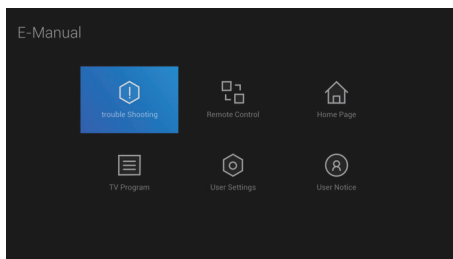 E-Manual
trouble Shooting
Remote Control
Home Page
TV Program
User Settings
User Notice